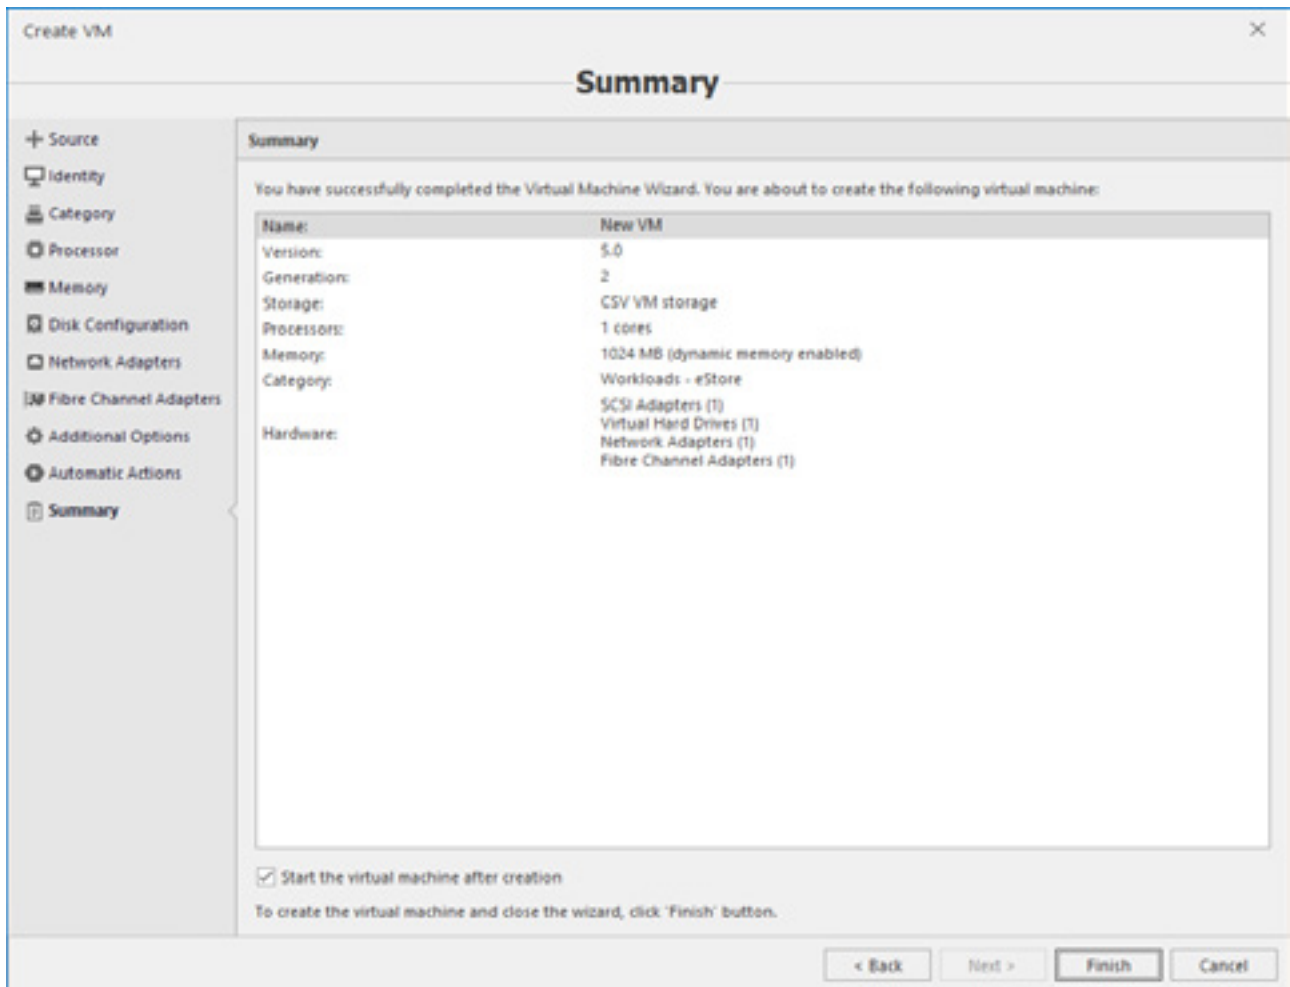 Create VM
Summary
Source
Identity
Category
Processor
Memory
Disk Configuration
Network Adapters
Fibre Channel Adapters
Additional Options
Automatic Actions
Summary
Summary
You have successfully completed the Virtual Machine Wizard. You are about to create the following virtual machine:
Name: New VM
Version: 5.0
Generation: 2
Storage: CSV VM storage
Processors: 1 cores
Memory: 1024 MB (dynamic memory enabled)
Category: Workloads - eStore
Hardware: SCSI Adapters (1)
Virtual Hard Drives (1)
Network Adapters (1)
Fibre Channel Adapters (1)
Start the virtual machine after creation
To create the virtual machine and close the wizard, click 'Finish' button.
< Back Next > Finish Cancel